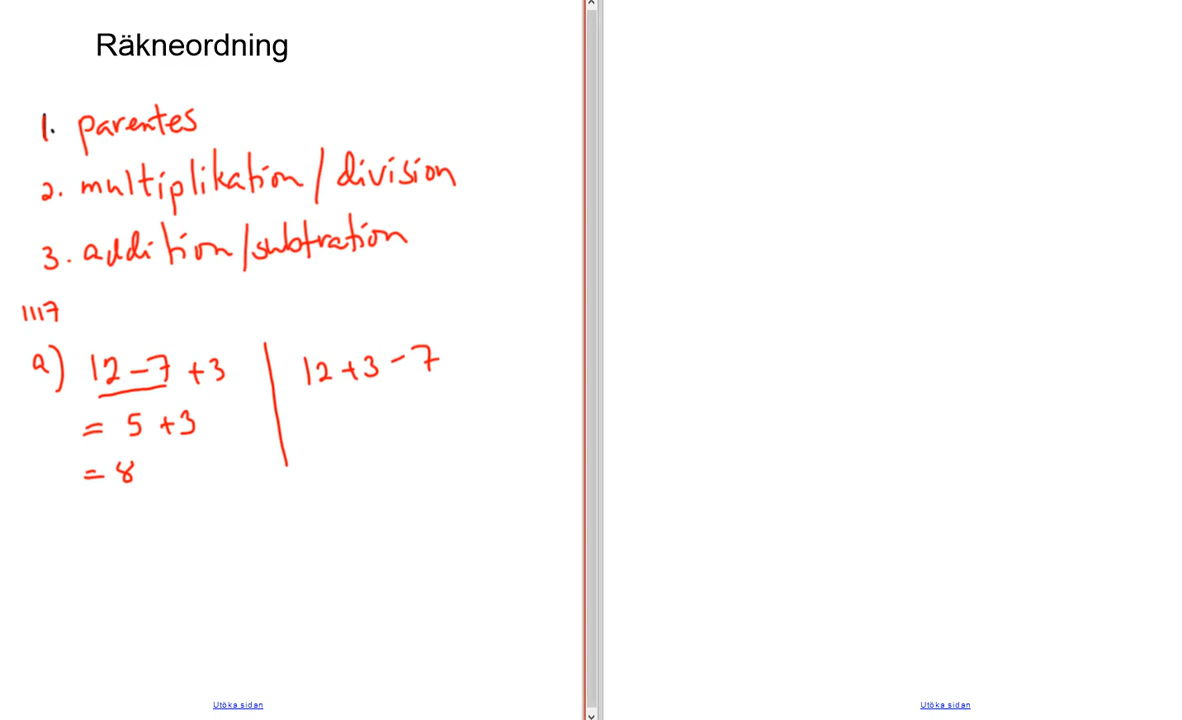 Räkneordning
1. parentes
2. multiplikation/division
3. addition/subtration
1117
a) 12-7+3 | 12+3-7
= 5+3
= 8
Utöka sidan
Utöka sidan